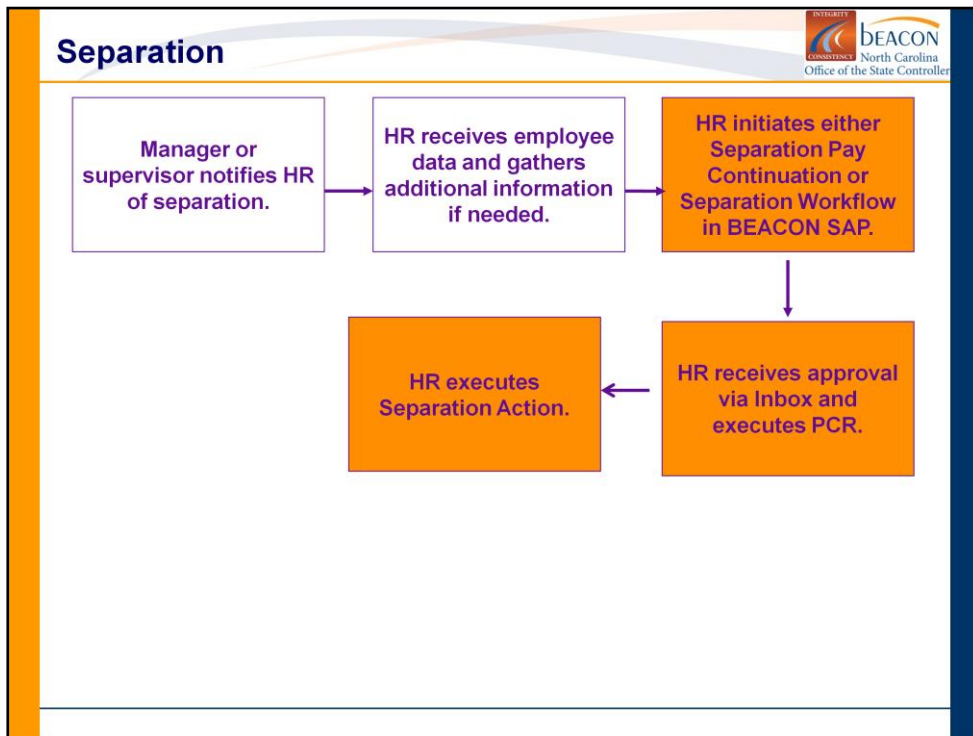 Separation
INTEGRITY
CONSISTENCY
bEACON
North Carolina
Office of the State Controller
Manager or
supervisor notifies HR
of separation.
HR receives employee
data and gathers
additional information
if needed.
HR initiates either
Separation Pay
Continuation or
Separation Workflow
in BEACON SAP.
HR receives approval
via Inbox and
executes PCR.
HR executes
Separation Action.